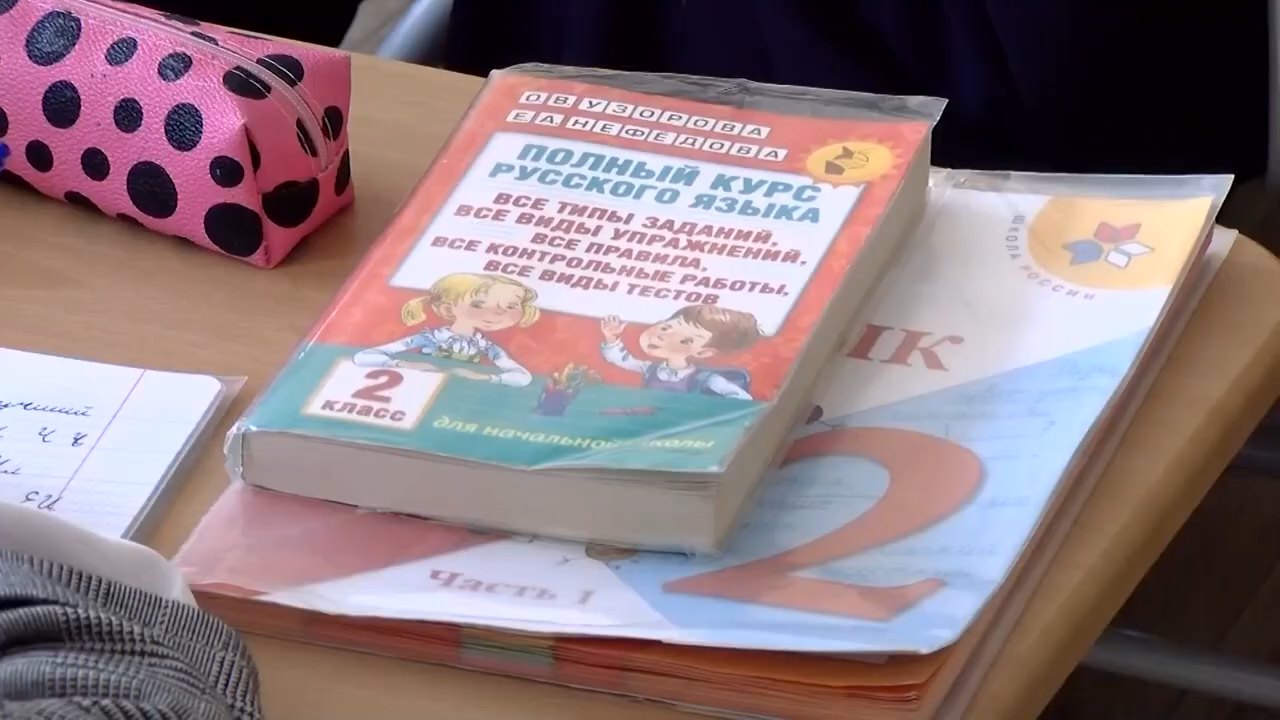 О.В. УЗОРОВА
Е.А. НЕФЕДОВА
ПОЛНЫЙ КУРС
РУССКОГО ЯЗЫКА
ВСЕ ТИПЫ ЗАДАНИЙ,
ВСЕ ВИДЫ УПРАЖНЕНИЙ,
ВСЕ ПРАВИЛА,
ВСЕ КОНТРОЛЬНЫЕ РАБОТЫ,
ВСЕ ВИДЫ ТЕСТОВ
2
класс
для начальной школы
ШКОЛА РОССИИ
ЫК
2
Часть 1